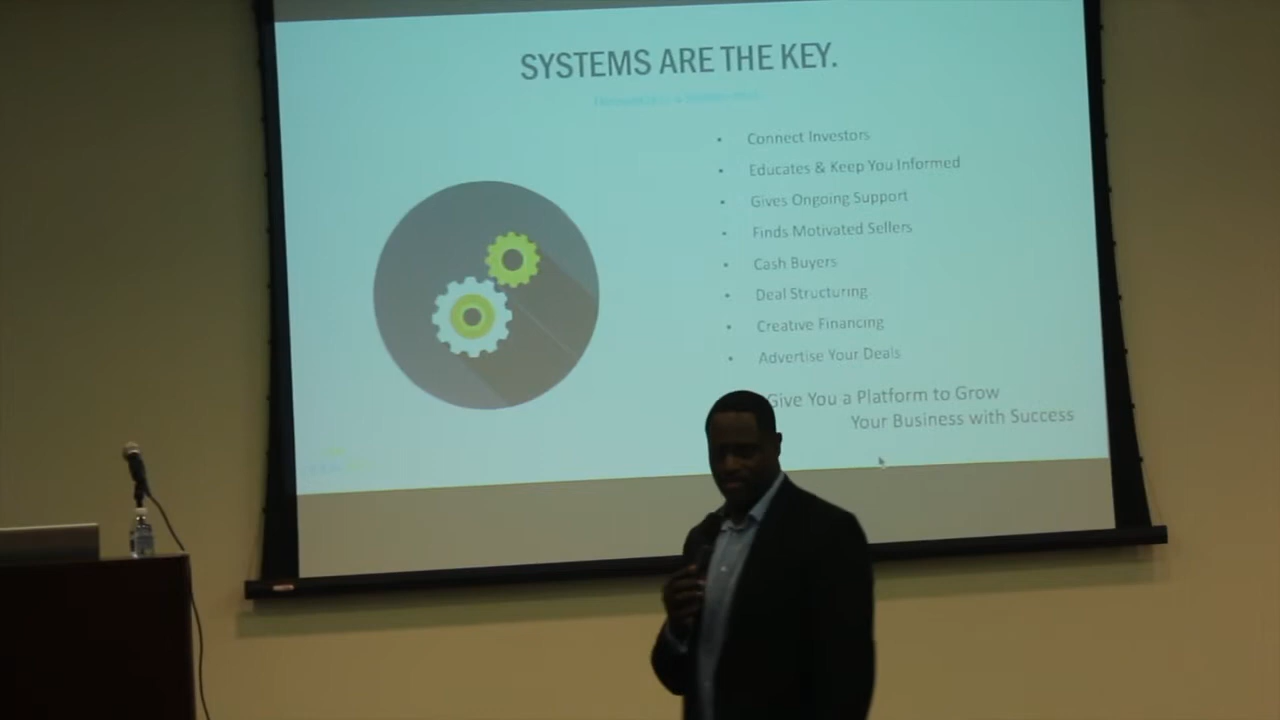 SYSTEMS ARE THE KEY.
• Connect Investors
• Educates & Keep You Informed
• Gives Ongoing Support
• Finds Motivated Sellers
• Cash Buyers
• Deal Structuring
• Creative Financing
• Advertise Your Deals
Give You a Platform to Grow
Your Business with Success